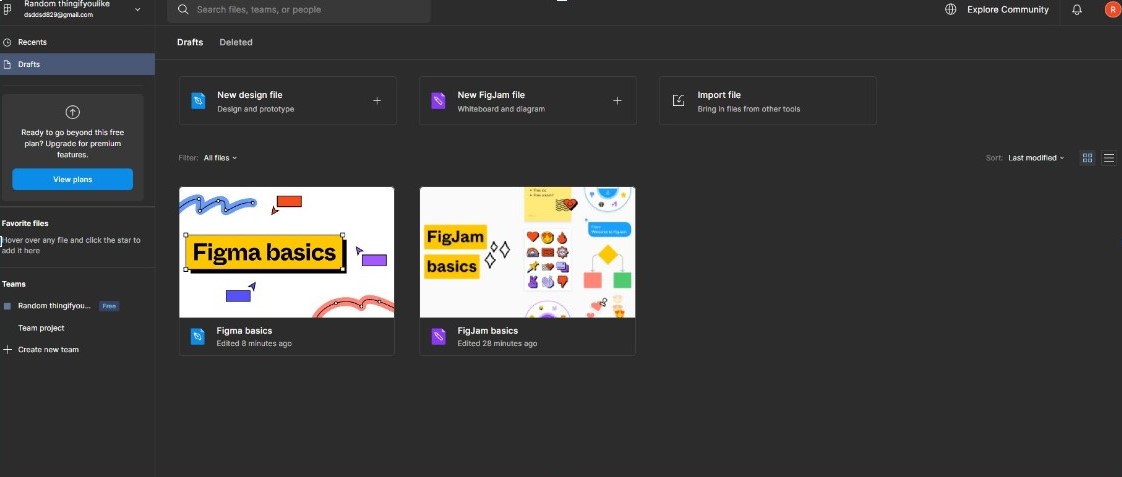 Random thingifyoulike
dsdcsd829@gmail.com
Search files, teams, or people
Explore Community
R
Recents
Drafts
Ready to go beyond this free
plan? Upgrade for premium
features.
View plans
Favorite files
Hover over any file and click the star to
add it here
Teams
Random thingifyou...
Free
Team project
Create new team
Drafts
Deleted
New design file
Design and prototype
New FigJam file
Whiteboard and diagram
Import file
Bring in files from other tools
Filter: All files
Sort: Last modified
Figma basics
FigJam
basics
Figma basics
Edited 8 minutes ago
FigJam basics
Edited 28 minutes ago